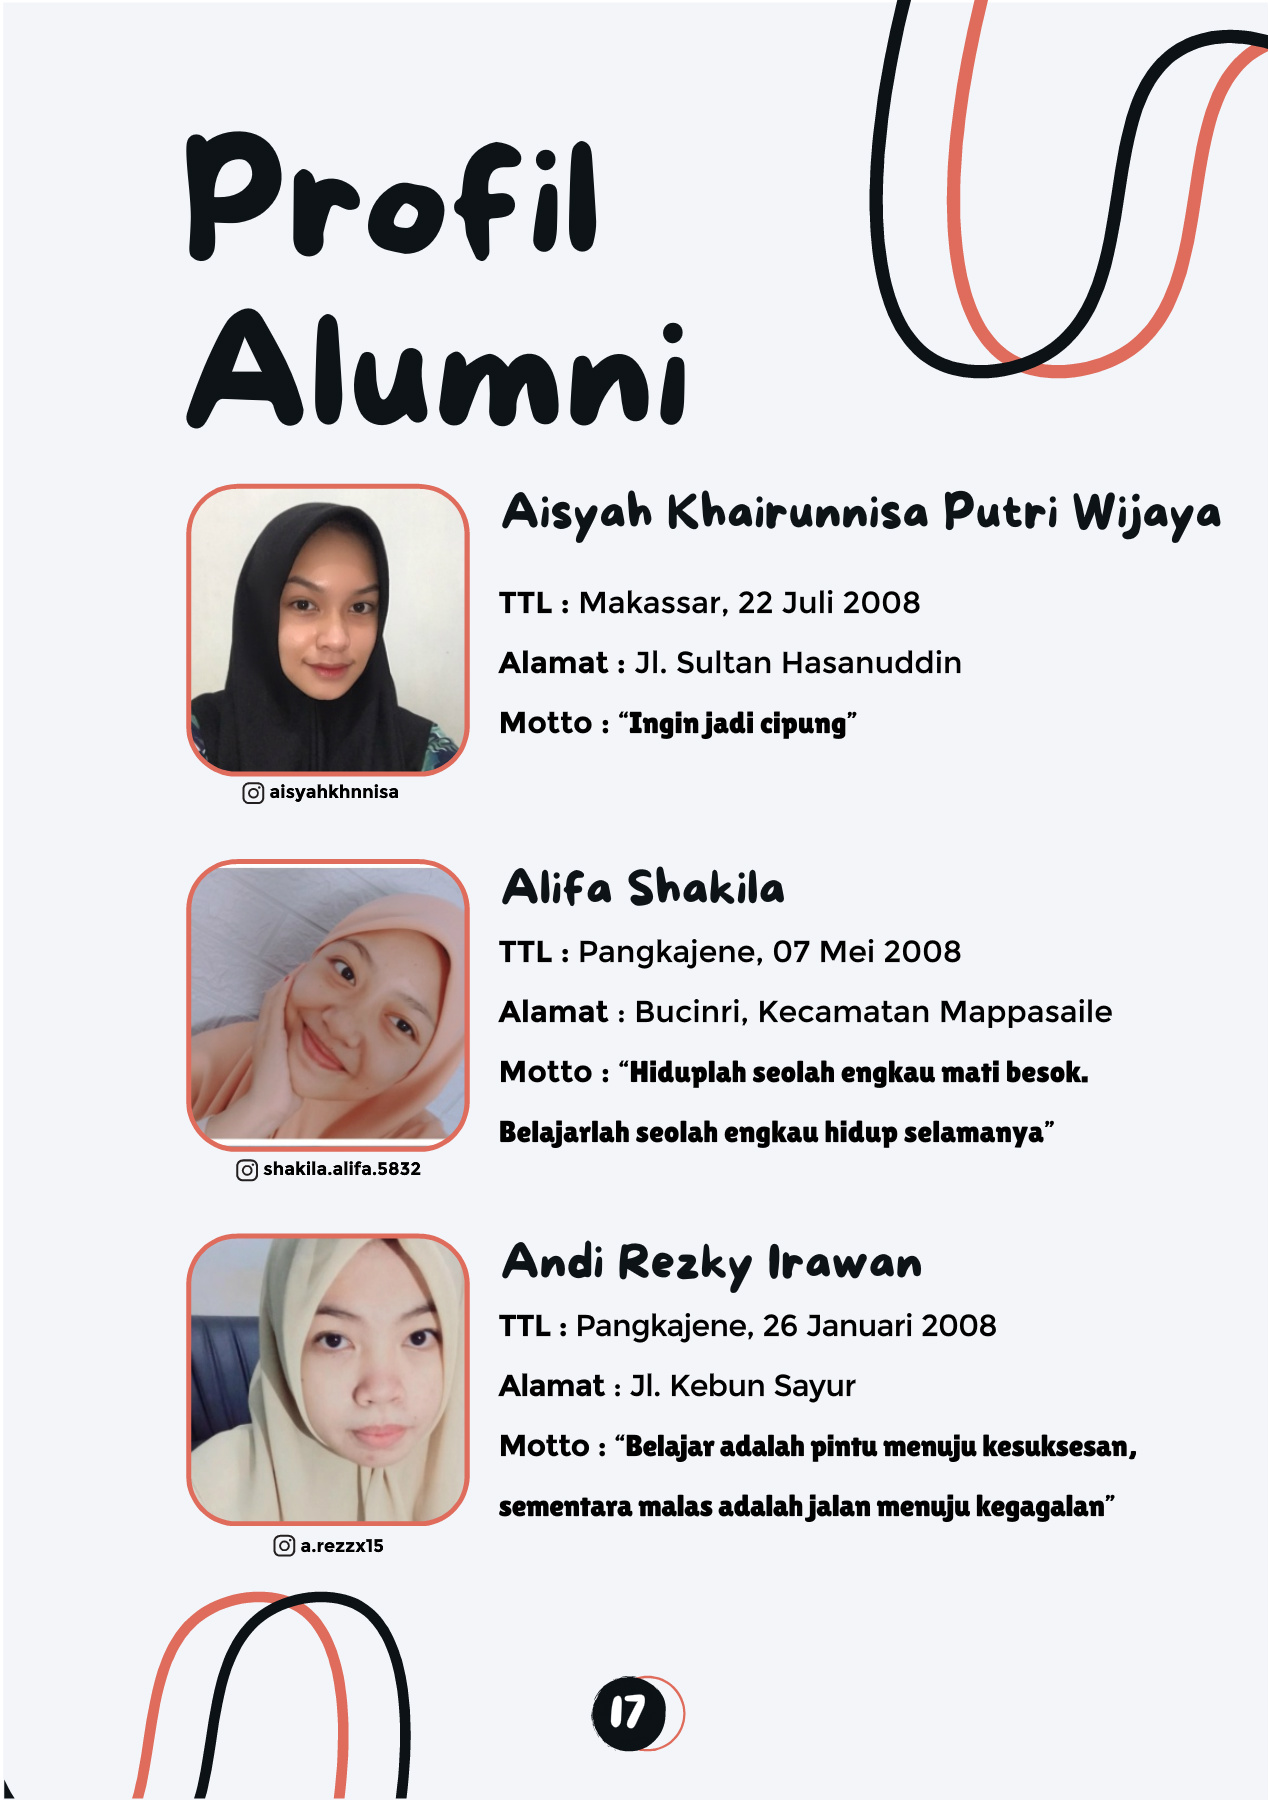 Profil
Alumni
Aisyah Khairunnisa Putri Wijaya
TTL : Makassar, 22 Juli 2008
Alamat : Jl. Sultan Hasanuddin
Motto : “Ingin jadi cipung”
aisyahkhnnisa
Alifa Shakila
TTL : Pangkajene, 07 Mei 2008
Alamat : Bucinri, Kecamatan Mappasaile
Motto : “Hiduplah seolah engkau mati besok.
Belajarlah seolah engkau hidup selamanya”
shakila.alifa.5832
Andi Rezky Irawan
TTL : Pangkajene, 26 Januari 2008
Alamat : Jl. Kebun Sayur
Motto : “Belajar adalah pintu menuju kesuksesan,
sementara malas adalah jalan menuju kegagalan”
a.rezzx15
17